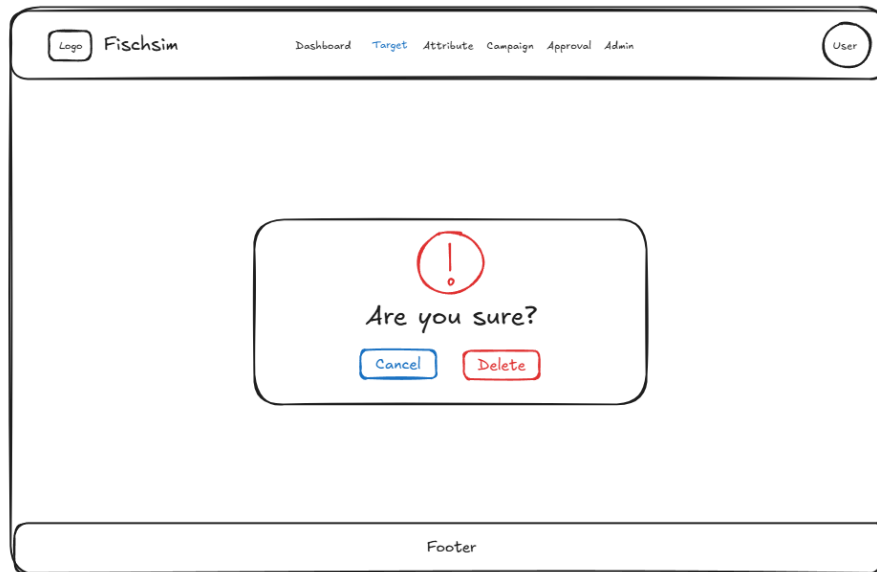 Logo Fischsim Dashboard Target Attribute Campaign Approval Admin User
!
Are you sure?
Cancel Delete
Footer